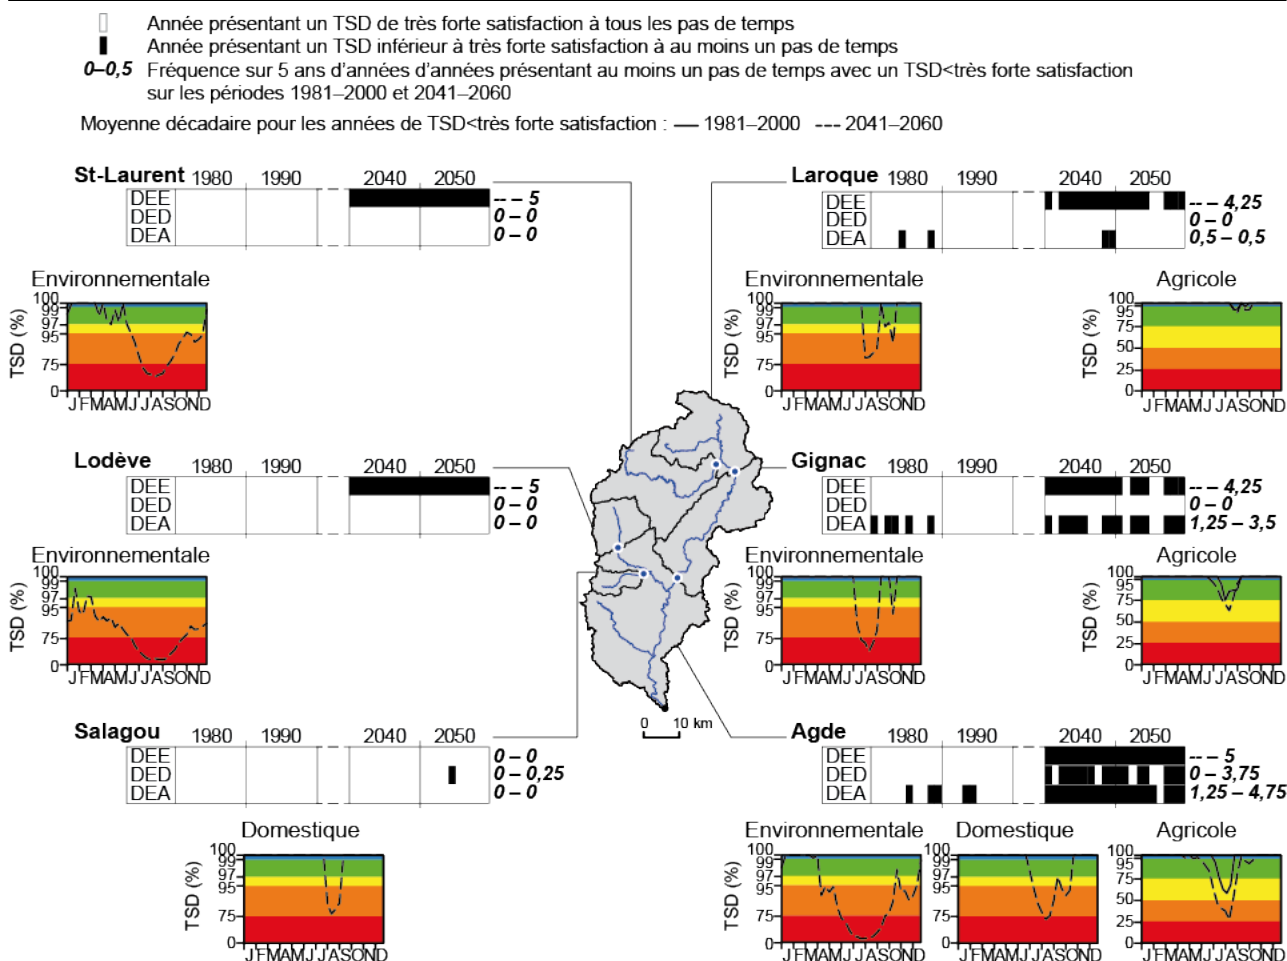 Année présentant un TSD de très forte satisfaction à tous les pas de temps
Année présentant un TSD inférieur à très forte satisfaction à au moins un pas de temps
0–0,5 Fréquence sur 5 ans d'années d'années présentant au moins un pas de temps avec un TSD<très forte satisfaction
sur les périodes 1981–2000 et 2041–2060
Moyenne décadaire pour les années de TSD<très forte satisfaction : — 1981–2000 --- 2041–2060
St-Laurent 1980 1990 2040 2050
DEE -- – 5
DED 0 – 0
DEA 0 – 0
Environnementale
TSD (%)
100
99
97
95
75
0
JFMAMJJASOND
Laroque 1980 1990 2040 2050
DEE -- – 4,25
DED 0 – 0
DEA 0,5 – 0,5
Environnementale
TSD (%)
100
99
97
95
75
0
JFMAMJJASOND
Agricole
TSD (%)
100
95
75
50
25
0
JFMAMJJASOND
Lodève 1980 1990 2040 2050
DEE -- – 5
DED 0 – 0
DEA 0 – 0
Environnementale
TSD (%)
100
99
97
95
75
0
JFMAMJJASOND
Gignac 1980 1990 2040 2050
DEE -- – 4,25
DED 0 – 0
DEA 1,25 – 3,5
Environnementale
TSD (%)
100
99
97
95
75
0
JFMAMJJASOND
Agricole
TSD (%)
100
95
75
50
25
0
JFMAMJJASOND
0 10 km
Salagou 1980 1990 2040 2050
DEE 0 – 0
DED 0 – 0,25
DEA 0 – 0
Domestique
TSD (%)
100
99
97
95
75
0
JFMAMJJASOND
Agde 1980 1990 2040 2050
DEE -- – 5
DED 0 – 3,75
DEA 1,25 – 4,75
Environnementale
TSD (%)
100
99
97
95
75
0
JFMAMJJASOND
Domestique
100
99
97
95
75
0
JFMAMJJASOND
Agricole
TSD (%)
100
95
75
50
25
0
JFMAMJJASOND